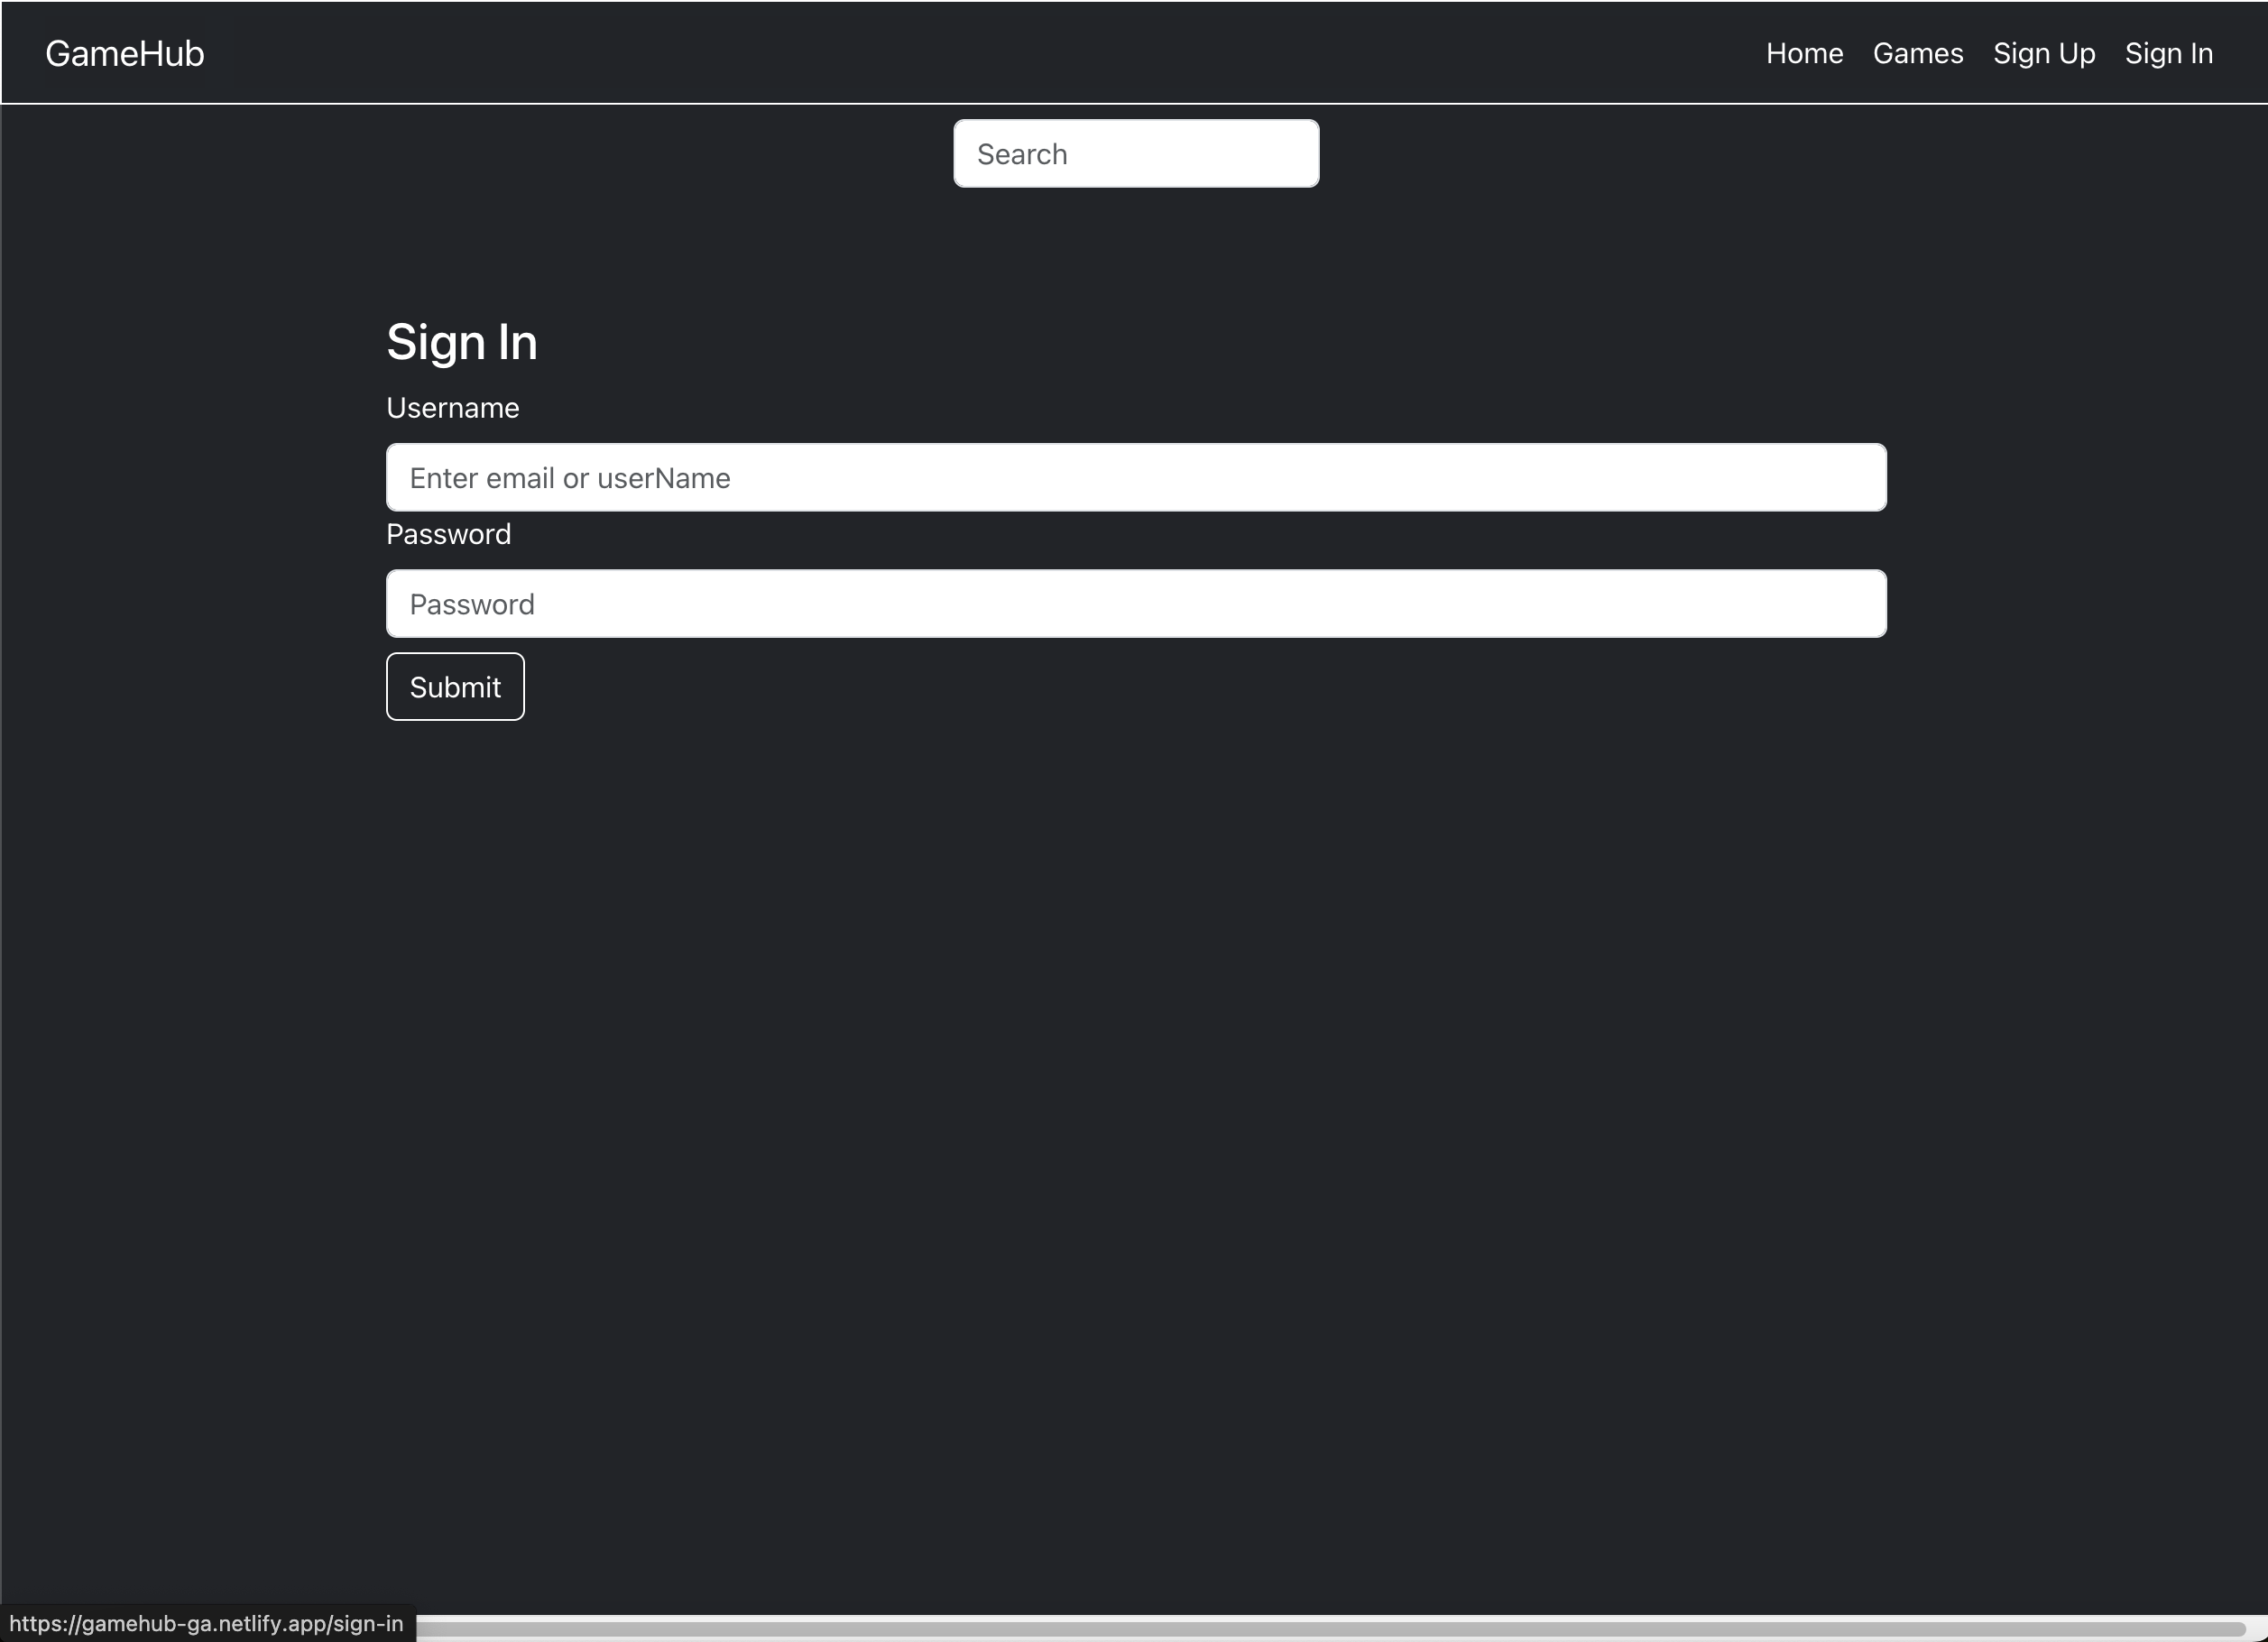 GameHub
Home Games Sign Up Sign In
Search
Sign In
Username
Enter email or userName
Password
Password
Submit
https://gamehub-ga.netlify.app/sign-in